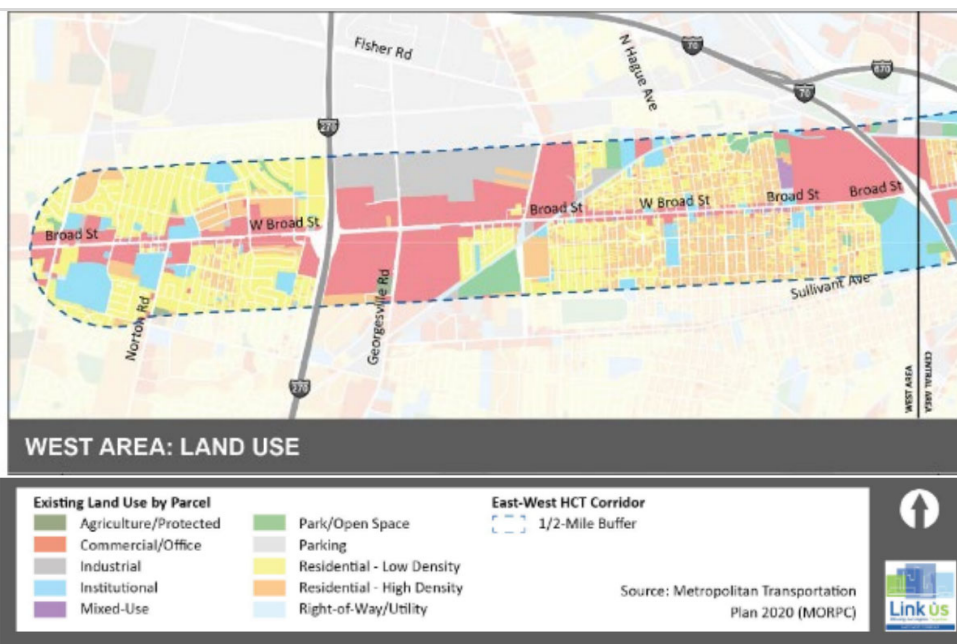 Fisher Rd
N Hague Ave
70
670
70
270
Broad St
W Broad St
Broad St
W Broad St
Broad St
Broad St
Norton Rd
Georgesville Rd
Sullivant Ave
270
WEST AREA
CENTRAL AREA
WEST AREA: LAND USE
Existing Land Use by Parcel
Agriculture/Protected
Commercial/Office
Industrial
Institutional
Mixed-Use
Park/Open Space
Parking
Residential - Low Density
Residential - High Density
Right-of-Way/Utility
East-West HCT Corridor
1/2-Mile Buffer
Source: Metropolitan Transportation
Plan 2020 (MORPC)
Link ùs